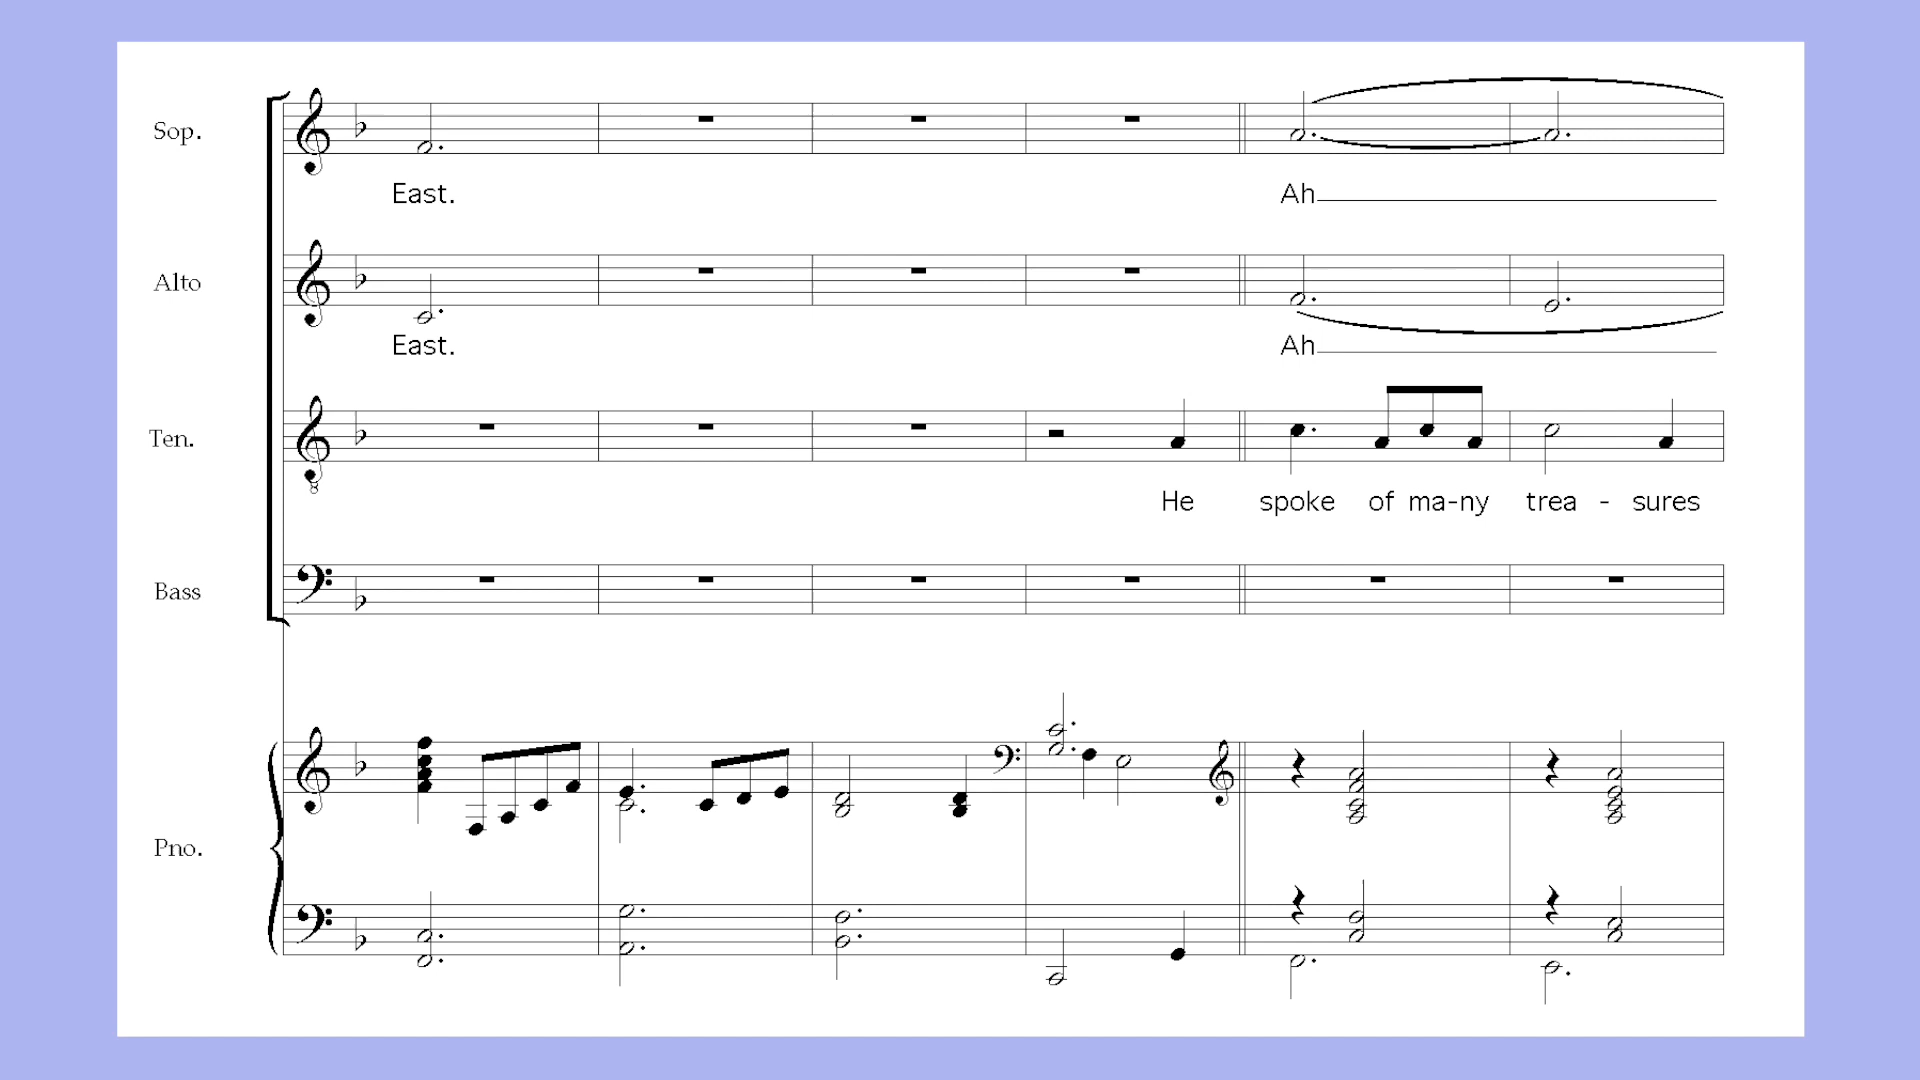 Sop.
East. Ah
Alto
East. Ah
Ten.
He spoke of ma-ny trea - sures
Bass
Pno.